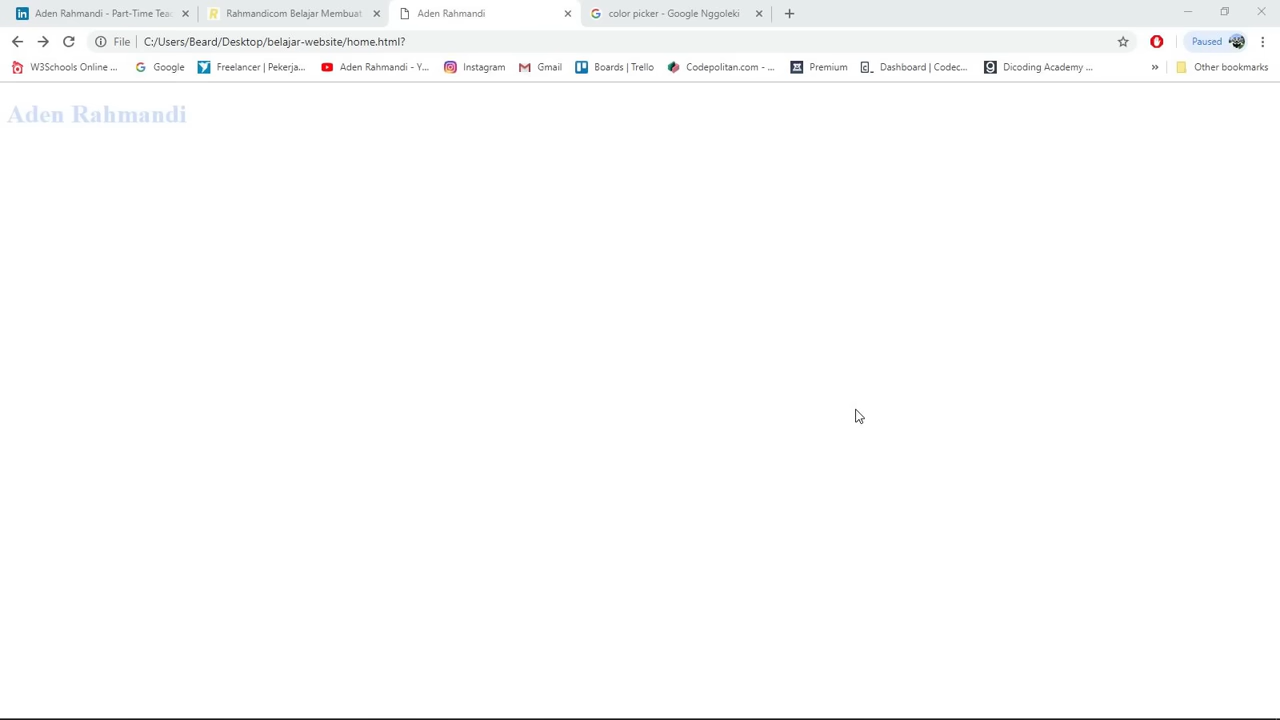 Aden Rahmandi - Part-Time Teac
Rahmandicom Belajar Membuat
Aden Rahmandi
color picker - Google Nggoleki
File C:/Users/Beard/Desktop/belajar-website/home.html?
Paused
W3Schools Online ...
Google
Freelancer | Pekerja...
Aden Rahmandi - Y...
Instagram
Gmail
Boards | Trello
Codepolitan.com - ...
Premium
Dashboard | Codec...
Dicoding Academy ...
»
Other bookmarks
Aden Rahmandi